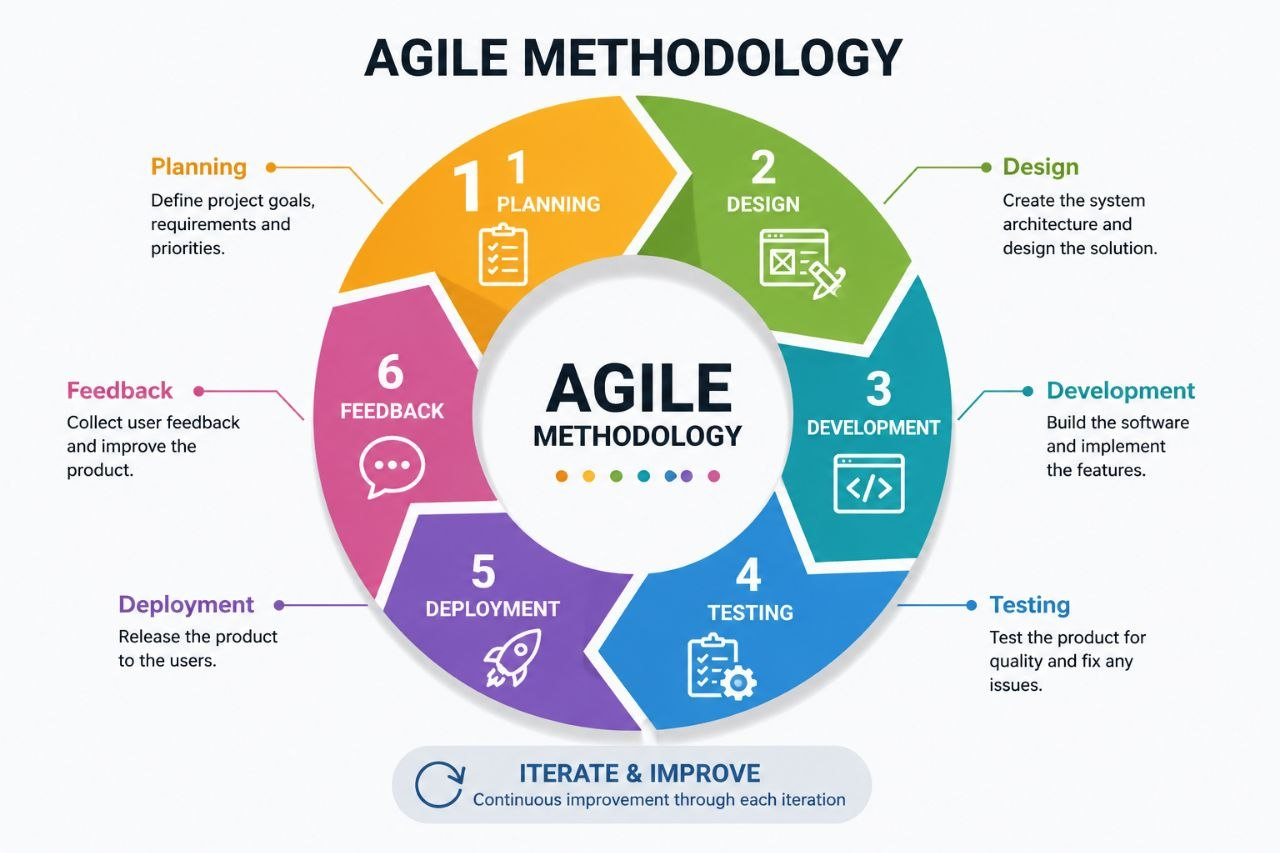 AGILE METHODOLOGY
Planning
Define project goals,
requirements and
priorities.
1 1
PLANNING
2
DESIGN
Design
Create the system
architecture and
design the solution.
Feedback
Collect user feedback
and improve the
product.
6
FEEDBACK
AGILE
METHODOLOGY
3
DEVELOPMENT
</>
Development
Build the software
and implement
the features.
Deployment
Release the product
to the users.
5
DEPLOYMENT
4
TESTING
Testing
Test the product for
quality and fix any
issues.
ITERATE & IMPROVE
Continuous improvement through each iteration